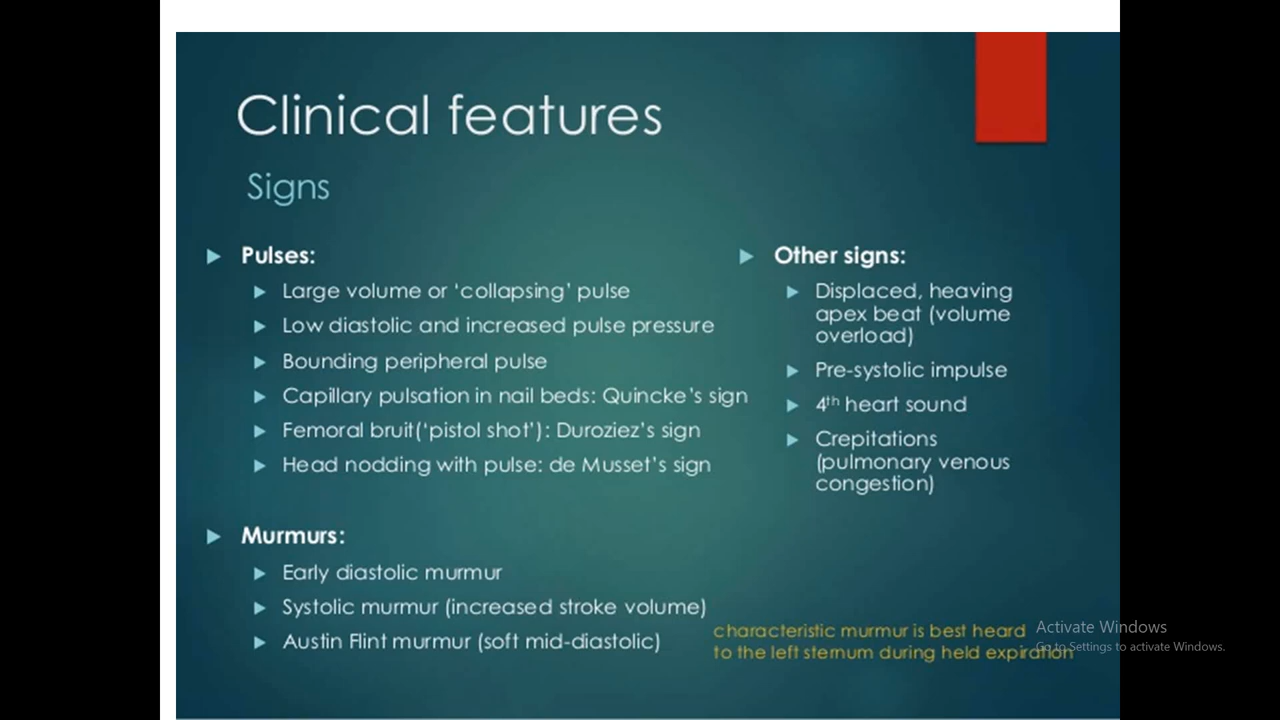 Clinical features
Signs
Pulses:
Large volume or ‘collapsing’ pulse
Low diastolic and increased pulse pressure
Bounding peripheral pulse
Capillary pulsation in nail beds: Quincke’s sign
Femoral bruit(‘pistol shot’): Duroziez’s sign
Head nodding with pulse: de Musset’s sign
Murmurs:
Early diastolic murmur
Systolic murmur (increased stroke volume)
Austin Flint murmur (soft mid-diastolic)
Other signs:
Displaced, heaving
apex beat (volume
overload)
Pre-systolic impulse
4th heart sound
Crepitations
(pulmonary venous
congestion)
characteristic murmur is best heard
to the left sternum during held expiration
Activate Windows
Go to Settings to activate Windows.